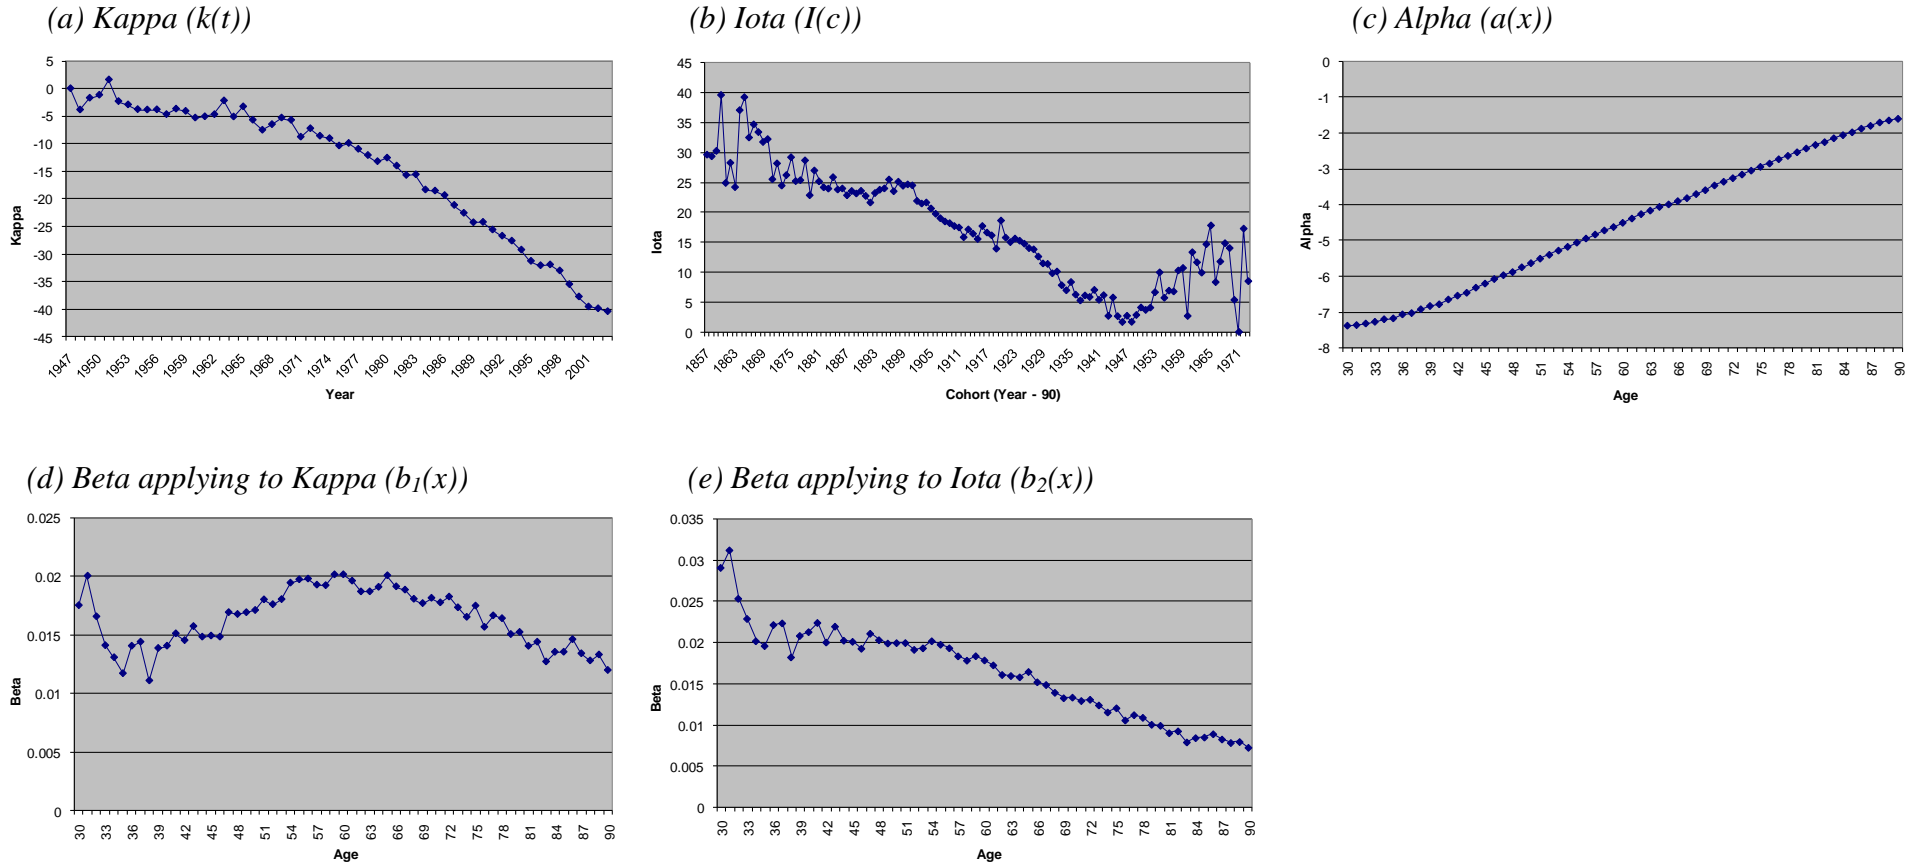 (a) Kappa (k(t))
5
0
-5
-10
-15
-20
-25
-30
-35
-40
-45
Kappa
1947 1950 1953 1956 1959 1962 1965 1968 1971 1974 1977 1980 1983 1986 1989 1992 1995 1998 2001
Year
(b) Iota (I(c))
45
40
35
30
25
20
15
10
5
0
Iota
1857 1863 1869 1875 1881 1887 1893 1899 1905 1911 1917 1923 1929 1935 1941 1947 1953 1959 1965 1971
Cohort (Year - 90)
(c) Alpha (a(x))
0
-1
-2
-3
-4
-5
-6
-7
-8
Alpha
30 33 36 39 42 45 48 51 54 57 60 63 66 69 72 75 78 81 84 87 90
Age
(d) Beta applying to Kappa (b1(x))
0.025
0.02
0.015
0.01
0.005
0
Beta
30 33 36 39 42 45 48 51 54 57 60 63 66 69 72 75 78 81 84 87 90
Age
(e) Beta applying to Iota (b2(x))
0.035
0.03
0.025
0.02
0.015
0.01
0.005
0
Beta
30 33 36 39 42 45 48 51 54 57 60 63 66 69 72 75 78 81 84 87 90
Age